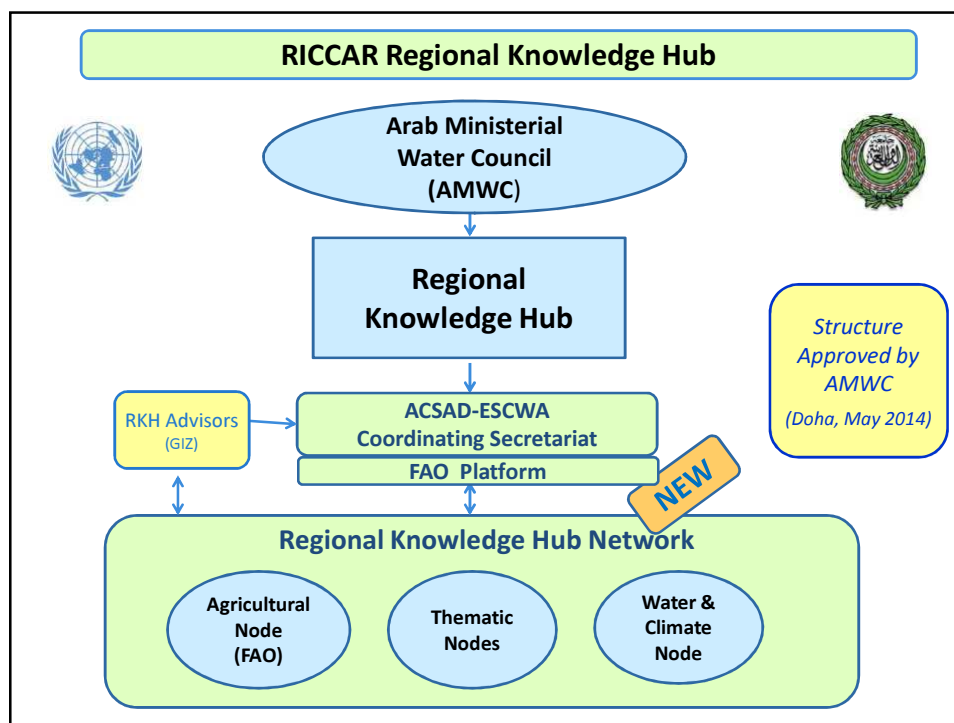 RICCAR Regional Knowledge Hub
Arab Ministerial
Water Council
(AMWC)
Regional
Knowledge Hub
Structure
Approved by
AMWC
(Doha, May 2014)
RKH Advisors
(GIZ)
ACSAD-ESCWA
Coordinating Secretariat
FAO Platform
NEW
Regional Knowledge Hub Network
Agricultural
Node
(FAO)
Thematic
Nodes
Water &
Climate
Node